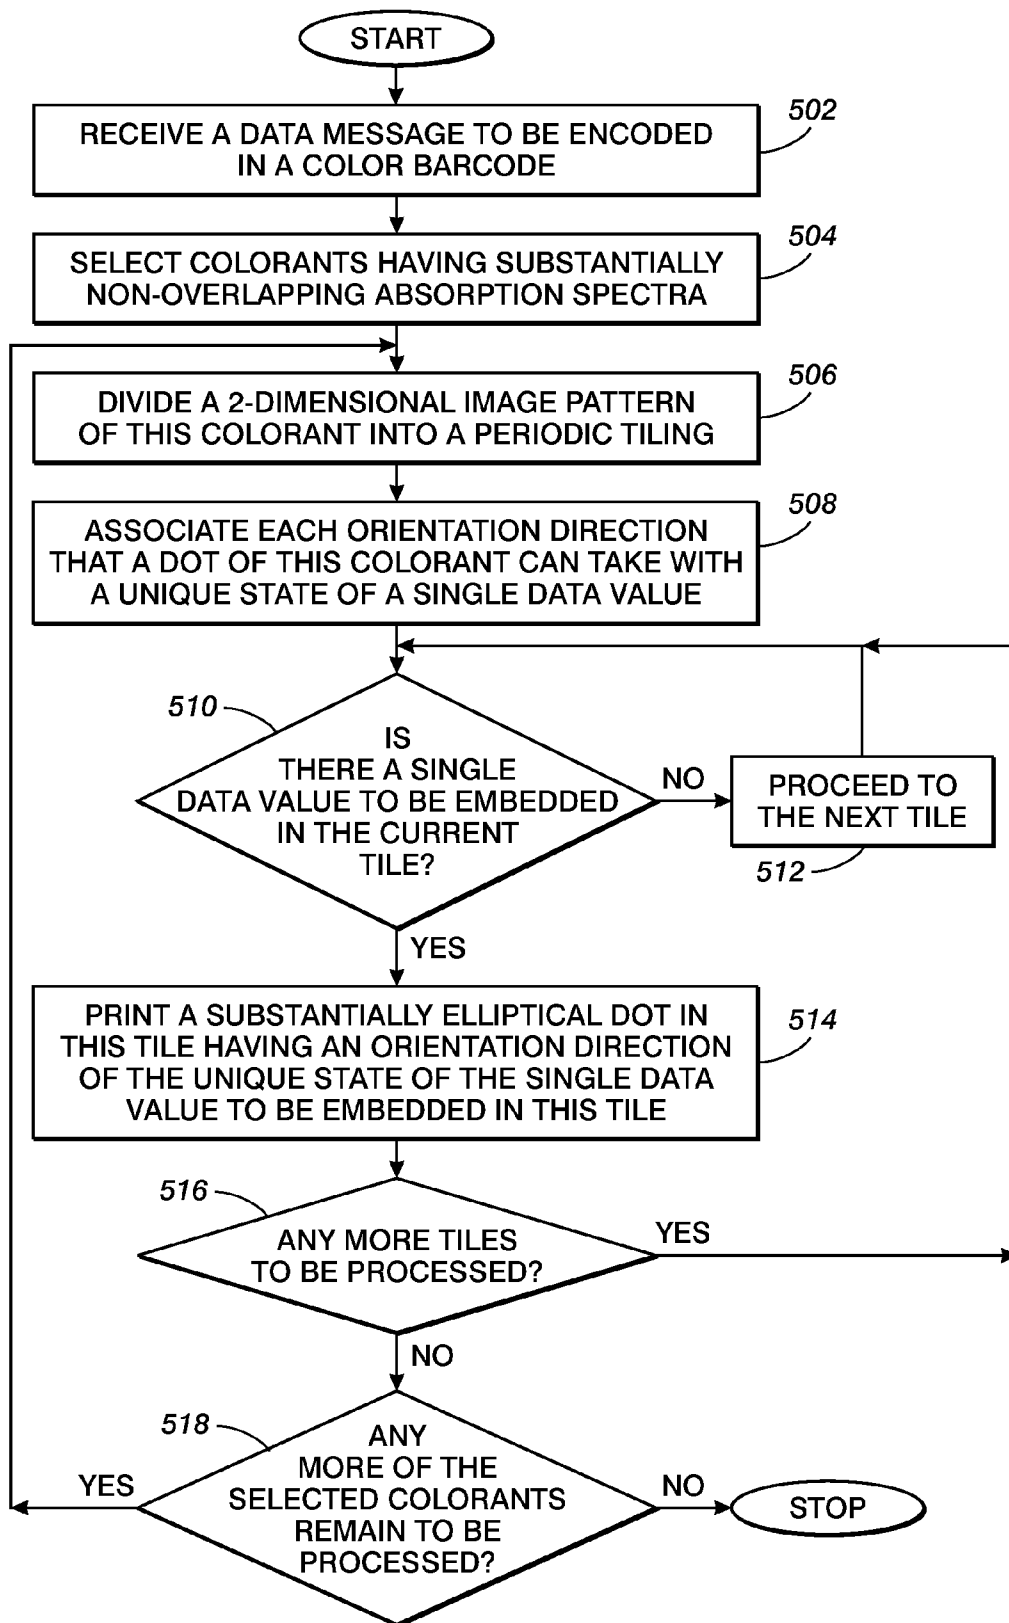 START
502
RECEIVE A DATA MESSAGE TO BE ENCODED
IN A COLOR BARCODE
504
SELECT COLORANTS HAVING SUBSTANTIALLY
NON-OVERLAPPING ABSORPTION SPECTRA
506
DIVIDE A 2-DIMENSIONAL IMAGE PATTERN
OF THIS COLORANT INTO A PERIODIC TILING
508
ASSOCIATE EACH ORIENTATION DIRECTION
THAT A DOT OF THIS COLORANT CAN TAKE WITH
A UNIQUE STATE OF A SINGLE DATA VALUE
510
IS
THERE A SINGLE
DATA VALUE TO BE EMBEDDED
IN THE CURRENT
TILE?
NO
PROCEED TO
THE NEXT TILE
512
YES
PRINT A SUBSTANTIALLY ELLIPTICAL DOT IN
THIS TILE HAVING AN ORIENTATION DIRECTION
OF THE UNIQUE STATE OF THE SINGLE DATA
VALUE TO BE EMBEDDED IN THIS TILE
514
516
ANY MORE TILES
TO BE PROCESSED?
YES
NO
518
ANY
MORE OF THE
SELECTED COLORANTS
REMAIN TO BE
PROCESSED?
YES
NO
STOP